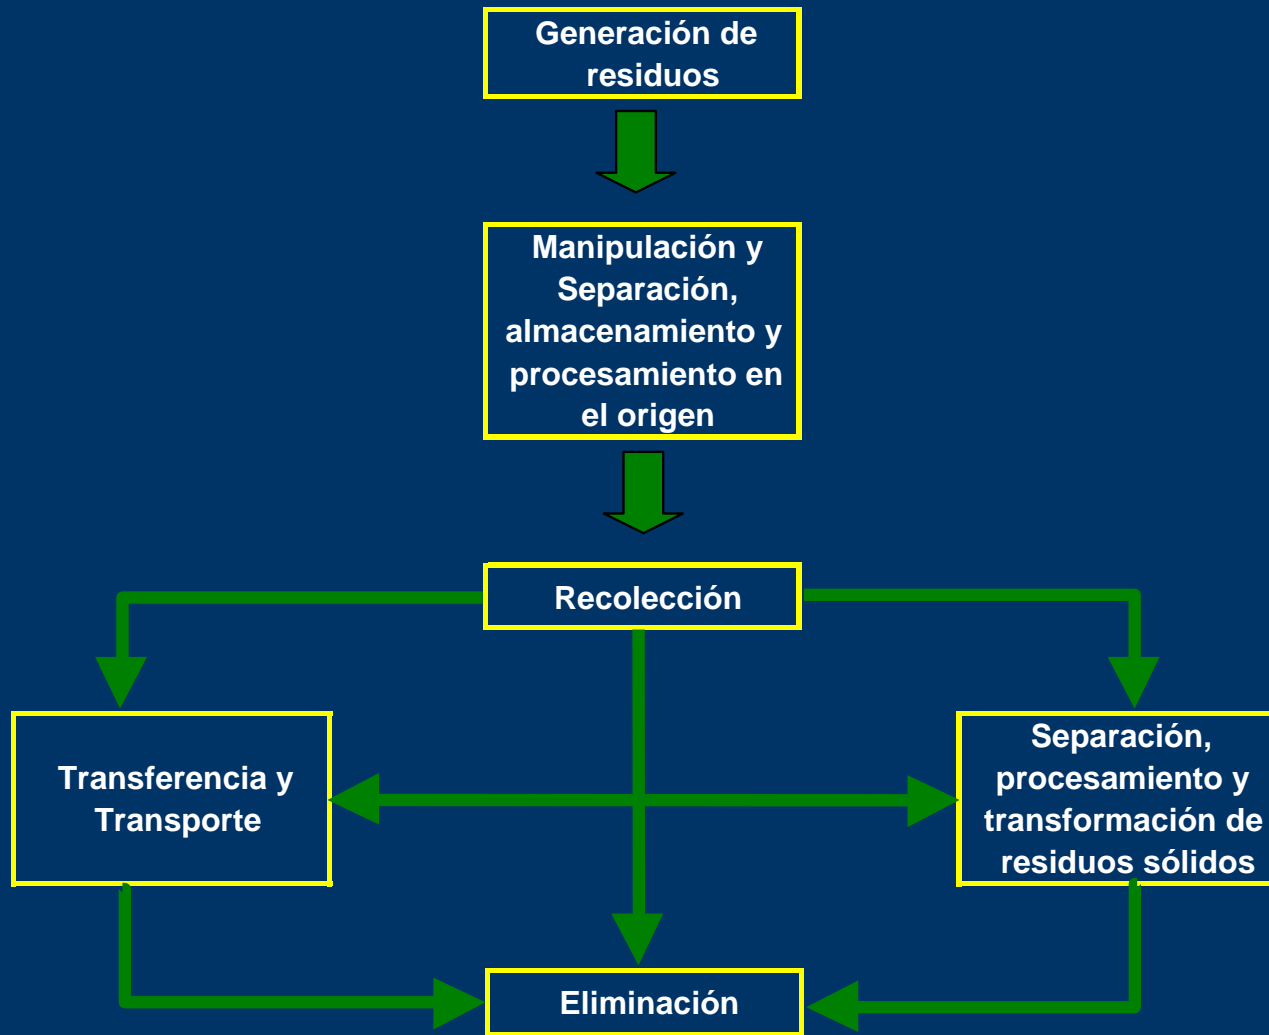 Generación de
residuos
Manipulación y
Separación,
almacenamiento y
procesamiento en
el origen
Recolección
Transferencia y
Transporte
Separación,
procesamiento y
transformación de
residuos sólidos
Eliminación